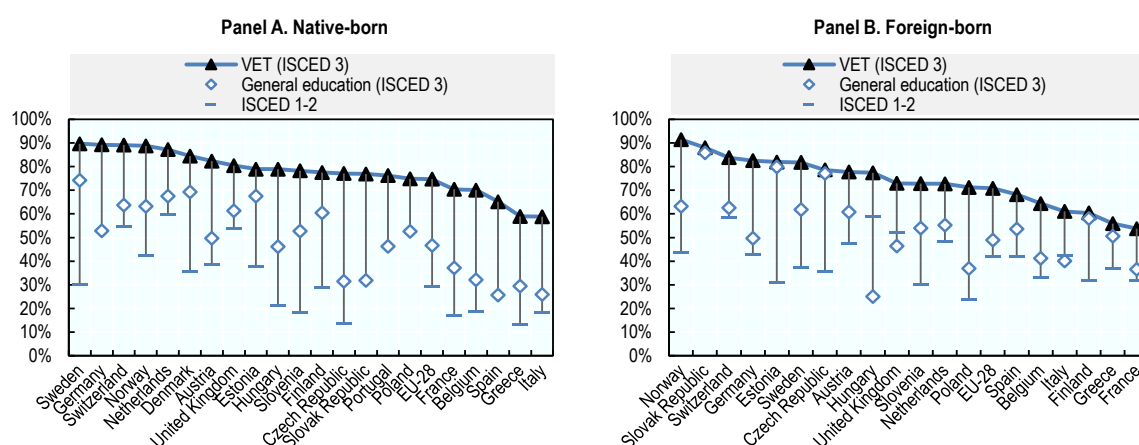 Panel A. Native-born
VET (ISCED 3)
General education (ISCED 3)
ISCED 1-2
100%
90%
80%
70%
60%
50%
40%
30%
20%
10%
0%
Sweden
Germany
Switzerland
Norway
Netherlands
Denmark
Austria
United Kingdom
Estonia
Hungary
Slovenia
Finland
Czech Republic
Slovak Republic
Portugal
Poland
EU-28
France
Belgium
Spain
Greece
Italy
Panel B. Foreign-born
VET (ISCED 3)
General education (ISCED 3)
ISCED 1-2
100%
90%
80%
70%
60%
50%
40%
30%
20%
10%
0%
Norway
Slovak Republic
Switzerland
Germany
Estonia
Sweden
Czech Republic
Austria
Hungary
United Kingdom
Slovenia
Netherlands
Poland
EU-28
Spain
Belgium
Italy
Finland
Greece
France